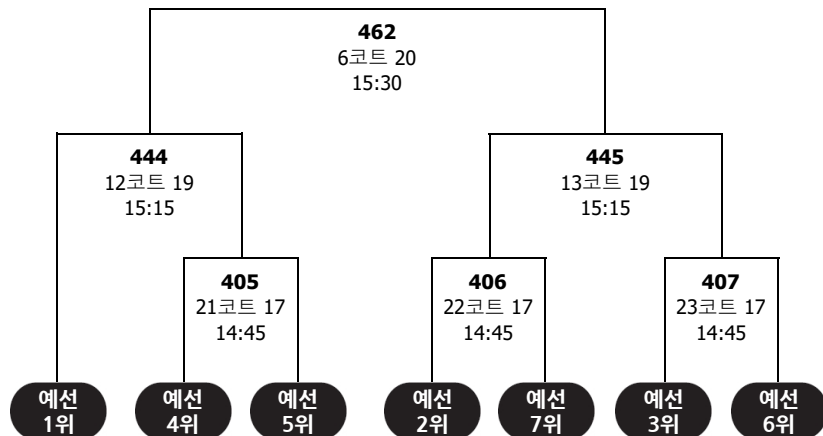 462
6코트 20
15:30
444
12코트 19
15:15
445
13코트 19
15:15
405
21코트 17
14:45
406
22코트 17
14:45
407
23코트 17
14:45
예선
1위
예선
4위
예선
5위
예선
2위
예선
7위
예선
3위
예선
6위